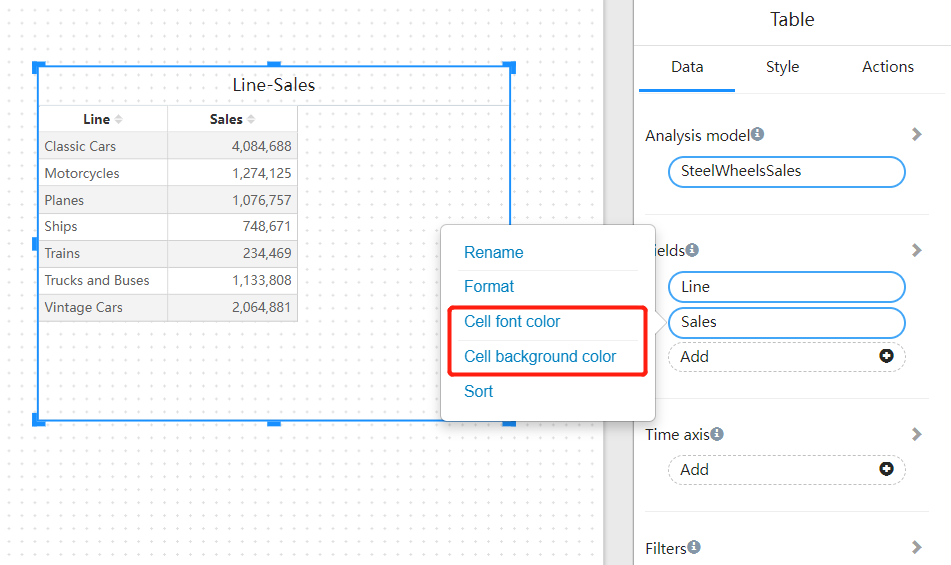 Line-Sales
Line Sales
Classic Cars 4,084,688
Motorcycles 1,274,125
Planes 1,076,757
Ships 748,671
Trains 234,469
Trucks and Buses 1,133,808
Vintage Cars 2,064,881
Rename
Format
Cell font color
Cell background color
Sort
Table
Data Style Actions
Analysis model
SteelWheelsSales
ields
Line
Sales
Add
Time axis
Add
Filters